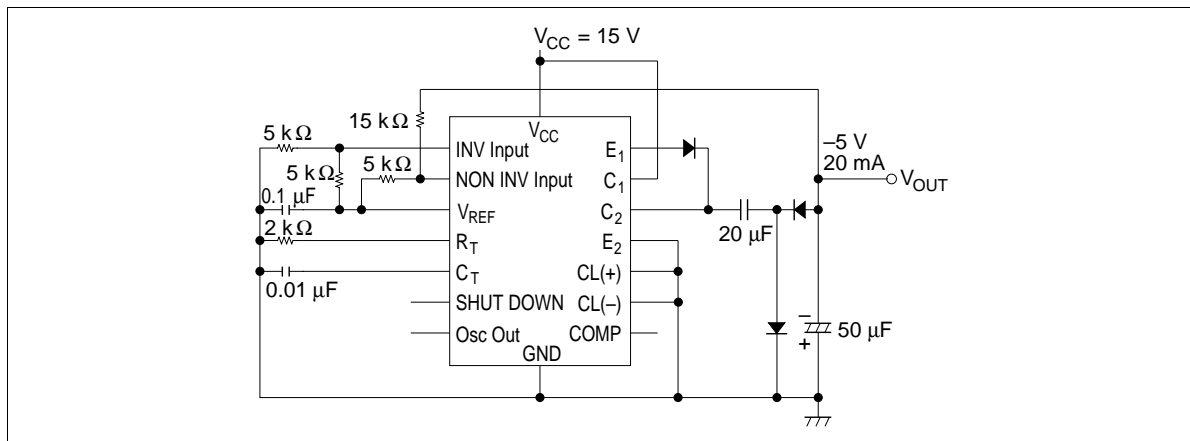 V_CC = 15 V
15 kΩ
5 kΩ
5 kΩ
5 kΩ
0.1 μF
2 kΩ
0.01 μF
V_CC
INV Input
NON INV Input
V_REF
R_T
C_T
SHUT DOWN
Osc Out
GND
E_1
C_1
C_2
E_2
CL(+)
CL(–)
COMP
20 μF
–5 V
20 mA
V_OUT
–
+
50 μF